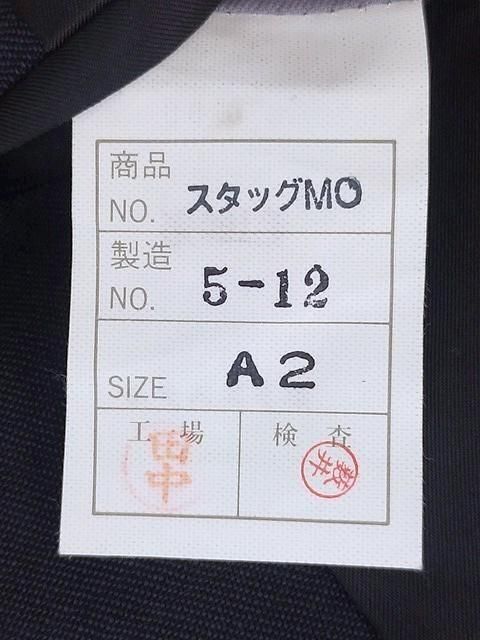 商品
NO. スタッグMO
製造
NO. 5-12
SIZE A2
工場 検査
田中